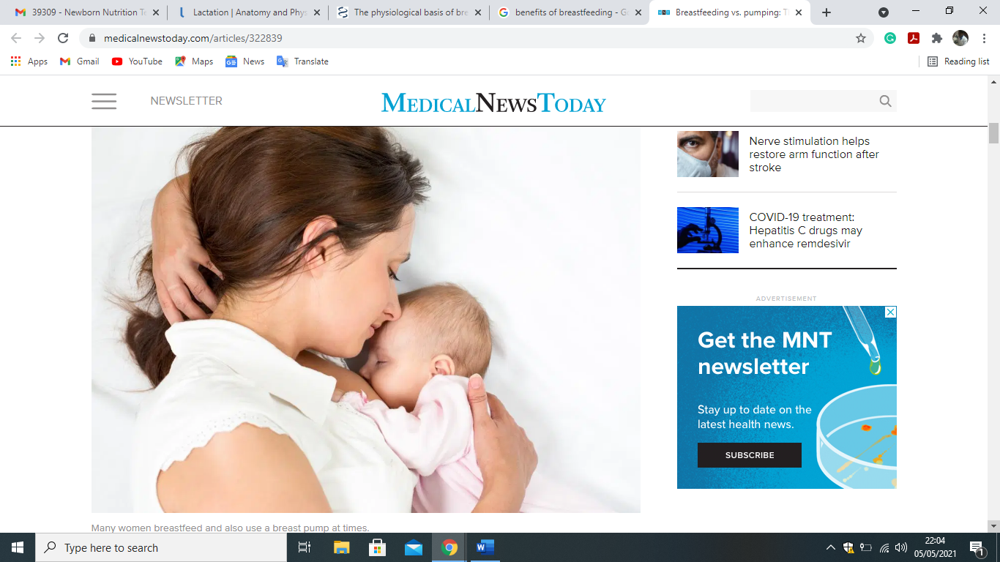 39309 - Newborn Nutrition Te
Lactation | Anatomy and Phys
The physiological basis of bre
benefits of breastfeeding - G
Breastfeeding vs. pumping: T
medicalnewstoday.com/articles/322839
Apps
Gmail
YouTube
Maps
News
Translate
Reading list
NEWSLETTER
MEDICALNEWSTODAY
Nerve stimulation helps
restore arm function after
stroke
COVID-19 treatment:
Hepatitis C drugs may
enhance remdesivir
ADVERTISEMENT
Get the MNT
newsletter
Stay up to date on the
latest health news.
SUBSCRIBE
Many women breastfeed and also use a breast pump at times.
Type here to search
22:04
05/05/2021
1